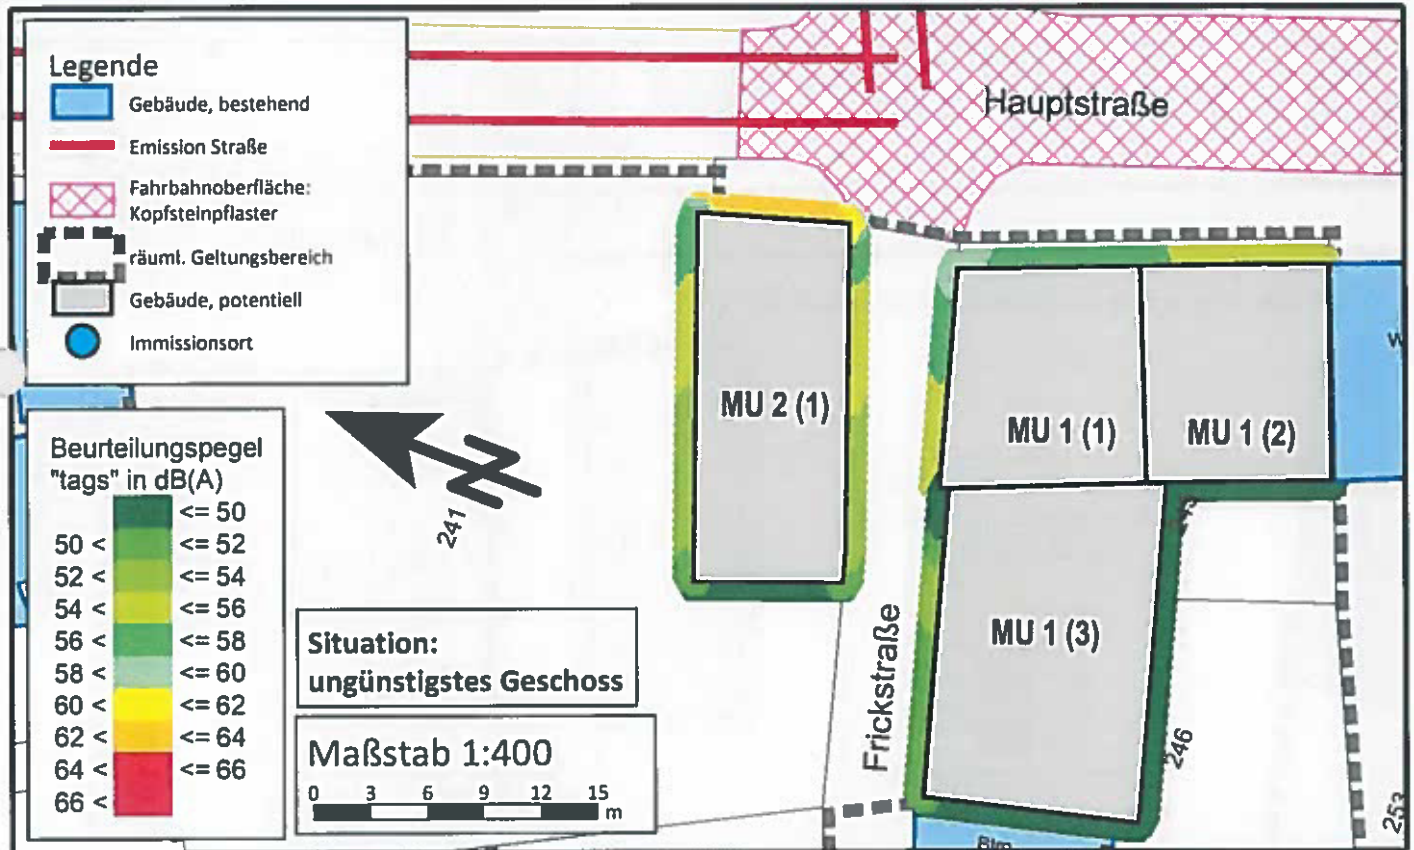 Legende
Gebäude, bestehend
Emission Straße
Fahrbahnoberfläche:
Kopfsteinpflaster
räuml. Geltungsbereich
Gebäude, potentiell
Immissionsort
Hauptstraße
MU 2 (1)
MU 1 (1)
MU 1 (2)
MU 1 (3)
W
N
241
Frickstraße
246
253
Beurteilungspegel
"tags" in dB(A)
<= 50
50 < <= 52
52 < <= 54
54 < <= 56
56 < <= 58
58 < <= 60
60 < <= 62
62 < <= 64
64 < <= 66
66 <
Situation:
ungünstigstes Geschoss
Maßstab 1:400
0 3 6 9 12 15
m